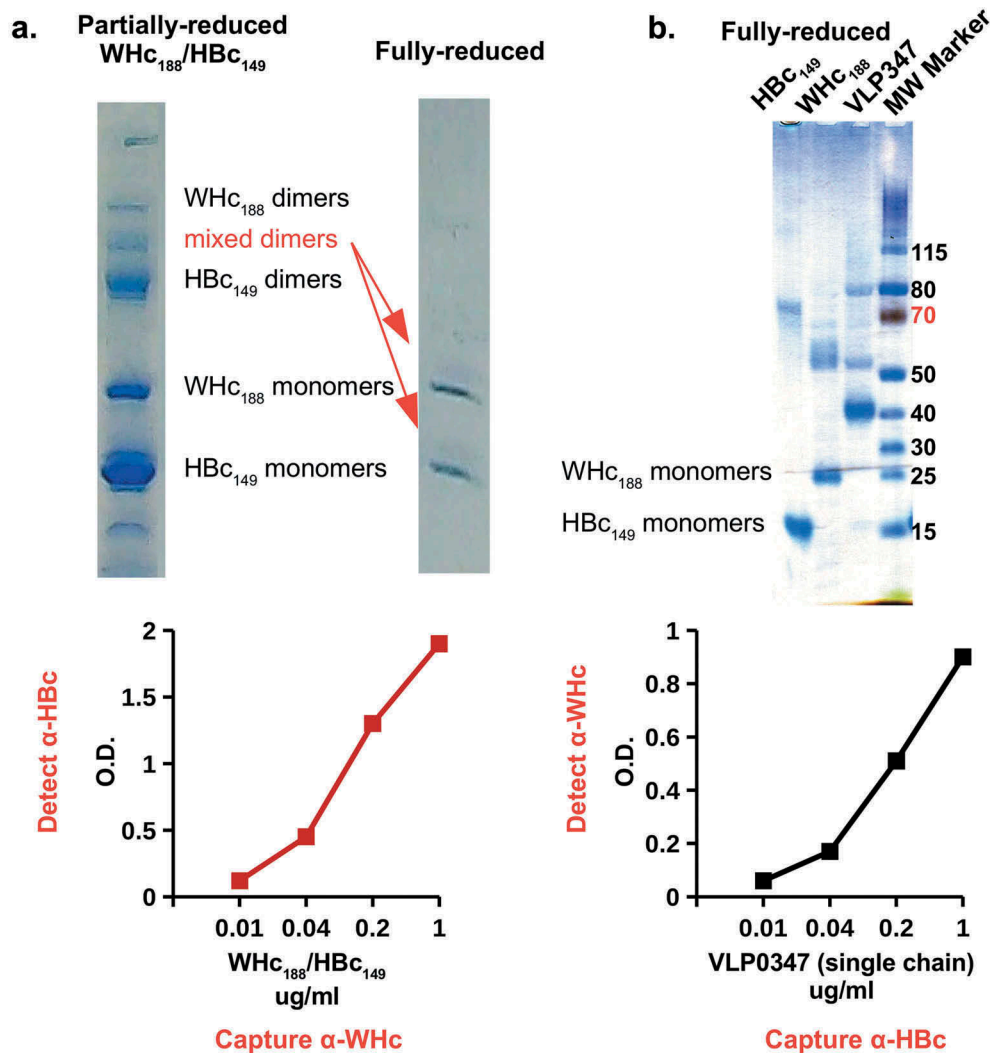 a.
Partially-reduced
WHc₁₈₈/HBc₁₄₉
Fully-reduced
WHc₁₈₈ dimers
mixed dimers
HBc₁₄₉ dimers
WHc₁₈₈ monomers
HBc₁₄₉ monomers
b.
Fully-reduced
HBc₁₄₉
WHc₁₈₈
VLP347
MW Marker
115
80
70
50
40
30
25
15
WHc₁₈₈ monomers
HBc₁₄₉ monomers
Detect α-HBc
O.D.
2
1.5
1
0.5
0
0.01 0.04 0.2 1
WHc₁₈₈/HBc₁₄₉
ug/ml
Capture α-WHc
Detect α-WHc
O.D.
1
0.8
0.6
0.4
0.2
0
0.01 0.04 0.2 1
VLP0347 (single chain)
ug/ml
Capture α-HBc